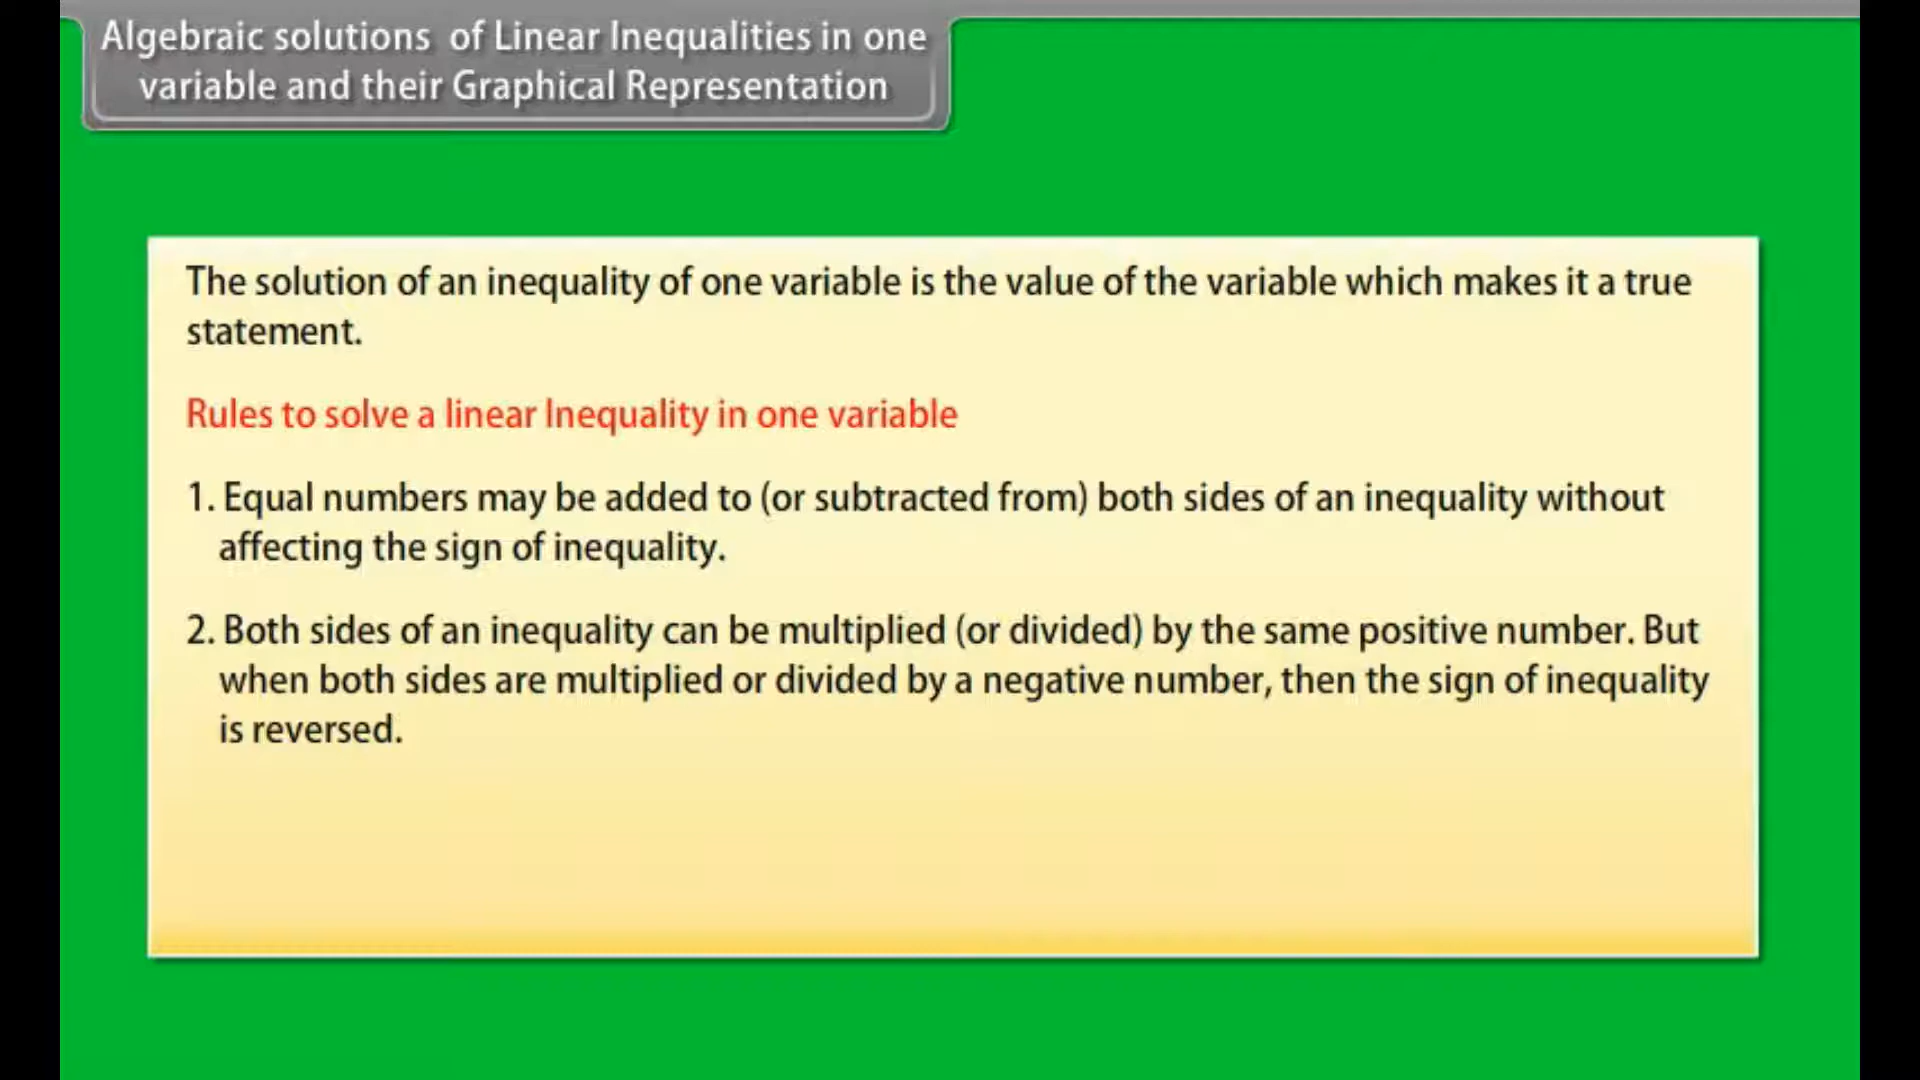 Algebraic solutions of Linear Inequalities in one
variable and their Graphical Representation
The solution of an inequality of one variable is the value of the variable which makes it a true
statement.
Rules to solve a linear Inequality in one variable
1. Equal numbers may be added to (or subtracted from) both sides of an inequality without
affecting the sign of inequality.
2. Both sides of an inequality can be multiplied (or divided) by the same positive number. But
when both sides are multiplied or divided by a negative number, then the sign of inequality
is reversed.